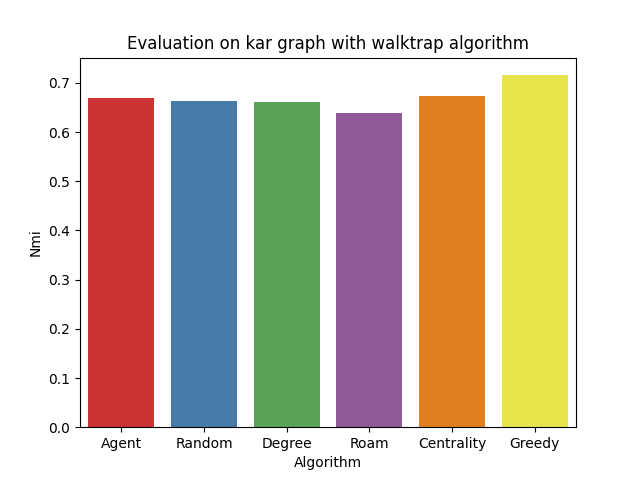 Evaluation on kar graph with walktrap algorithm
Nmi
0.7
0.6
0.5
0.4
0.3
0.2
0.1
0.0
Agent Random Degree Roam Centrality Greedy
Algorithm